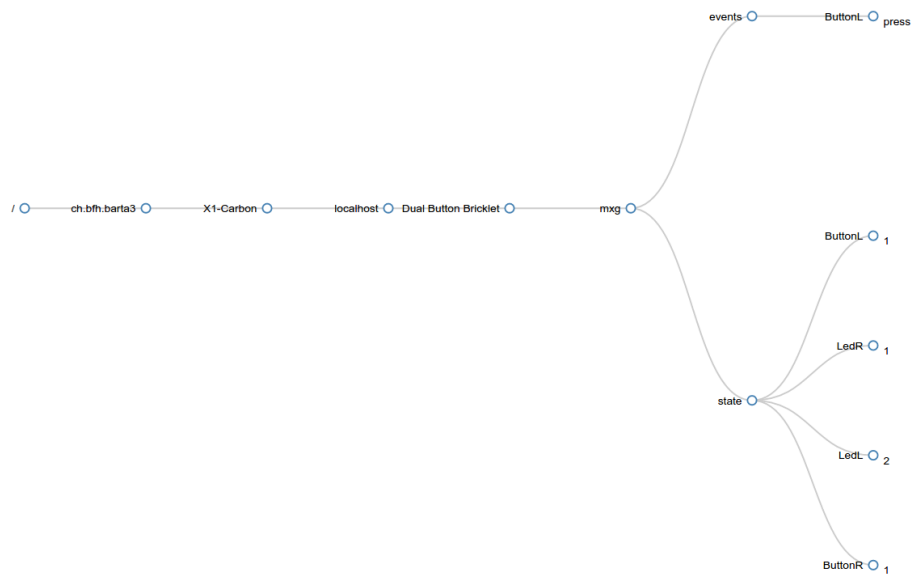 events
ButtonL
press
/
ch.bfh.barta3
X1-Carbon
localhost
Dual Button Bricklet
mxg
ButtonL
1
LedR
1
state
LedL
2
ButtonR
1